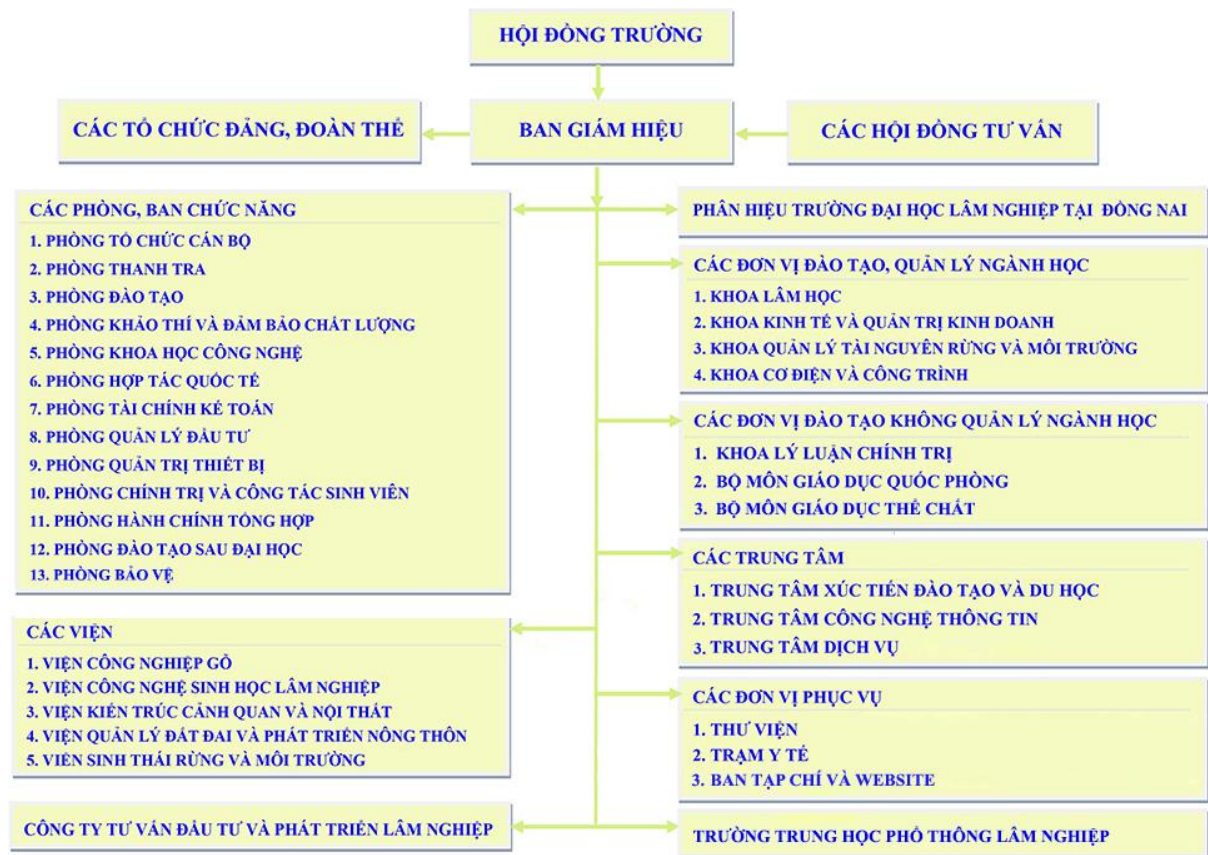 HỘI ĐỒNG TRƯỜNG
CÁC TỔ CHỨC ĐẢNG, ĐOÀN THỂ
BAN GIÁM HIỆU
CÁC HỘI ĐỒNG TƯ VẤN
CÁC PHÒNG, BAN CHỨC NĂNG
1. PHÒNG TỔ CHỨC CÁN BỘ
2. PHÒNG THANH TRA
3. PHÒNG ĐÀO TẠO
4. PHÒNG KHẢO THÍ VÀ ĐẢM BẢO CHẤT LƯỢNG
5. PHÒNG KHOA HỌC CÔNG NGHỆ
6. PHÒNG HỢP TÁC QUỐC TẾ
7. PHÒNG TÀI CHÍNH KẾ TOÁN
8. PHÒNG QUẢN LÝ ĐẦU TƯ
9. PHÒNG QUẢN TRỊ THIẾT BỊ
10. PHÒNG CHÍNH TRỊ VÀ CÔNG TÁC SINH VIÊN
11. PHÒNG HÀNH CHÍNH TỔNG HỢP
12. PHÒNG ĐÀO TẠO SAU ĐẠI HỌC
13. PHÒNG BẢO VỆ
CÁC VIỆN
1. VIỆN CÔNG NGHIỆP GỖ
2. VIỆN CÔNG NGHỆ SINH HỌC LÂM NGHIỆP
3. VIỆN KIẾN TRÚC CẢNH QUAN VÀ NỘI THẤT
4. VIỆN QUẢN LÝ ĐẤT ĐAI VÀ PHÁT TRIỂN NÔNG THÔN
5. VIỆN SINH THÁI RỪNG VÀ MÔI TRƯỜNG
CÔNG TY TƯ VẤN ĐẦU TƯ VÀ PHÁT TRIỂN LÂM NGHIỆP
PHÂN HIỆU TRƯỜNG ĐẠI HỌC LÂM NGHIỆP TẠI ĐỒNG NAI
CÁC ĐƠN VỊ ĐÀO TẠO, QUẢN LÝ NGÀNH HỌC
1. KHOA LÂM HỌC
2. KHOA KINH TẾ VÀ QUẢN TRỊ KINH DOANH
3. KHOA QUẢN LÝ TÀI NGUYÊN RỪNG VÀ MÔI TRƯỜNG
4. KHOA CƠ ĐIỆN VÀ CÔNG TRÌNH
CÁC ĐƠN VỊ ĐÀO TẠO KHÔNG QUẢN LÝ NGÀNH HỌC
1. KHOA LÝ LUẬN CHÍNH TRỊ
2. BỘ MÔN GIÁO DỤC QUỐC PHÒNG
3. BỘ MÔN GIÁO DỤC THỂ CHẤT
CÁC TRUNG TÂM
1. TRUNG TÂM XÚC TIẾN ĐÀO TẠO VÀ DU HỌC
2. TRUNG TÂM CÔNG NGHỆ THÔNG TIN
3. TRUNG TÂM DỊCH VỤ
CÁC ĐƠN VỊ PHỤC VỤ
1. THƯ VIỆN
2. TRẠM Y TẾ
3. BAN TẠP CHÍ VÀ WEBSITE
TRƯỜNG TRUNG HỌC PHỔ THÔNG LÂM NGHIỆP